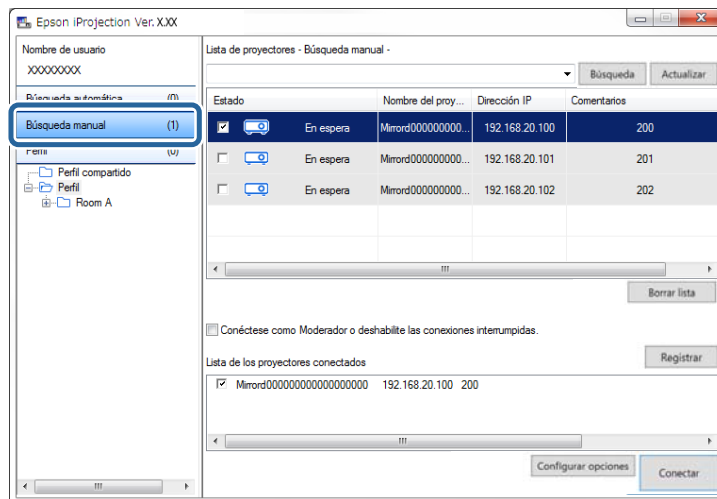 Epson iProjection Ver. X.XX
Nombre de usuario
XXXXXXXX
Búsqueda automática (0)
Búsqueda manual (1)
Perfil (0)
Perfil compartido
Perfil
Room A
Lista de proyectores - Búsqueda manual -
Búsqueda Actualizar
Estado Nombre del proy... Dirección IP Comentarios
En espera Mirrord000000000... 192.168.20.100 200
En espera Mirrord000000000... 192.168.20.101 201
En espera Mirrord000000000... 192.168.20.102 202
Borrar lista
Conéctese como Moderador o deshabilite las conexiones interrumpidas.
Registrar
Lista de los proyectores conectados
Mirrord000000000000000000 192.168.20.100 200
Configurar opciones Conectar